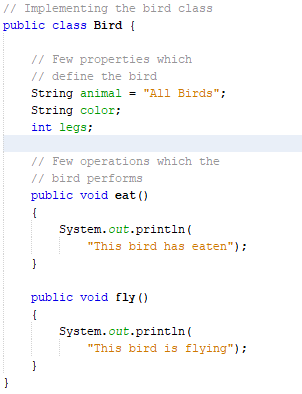 // Implementing the bird class
public class Bird {
// Few properties which
// define the bird
String animal = "All Birds";
String color;
int legs;
// Few operations which the
// bird performs
public void eat()
{
System.out.println(
"This bird has eaten");
}
public void fly()
{
System.out.println(
"This bird is flying");
}
}